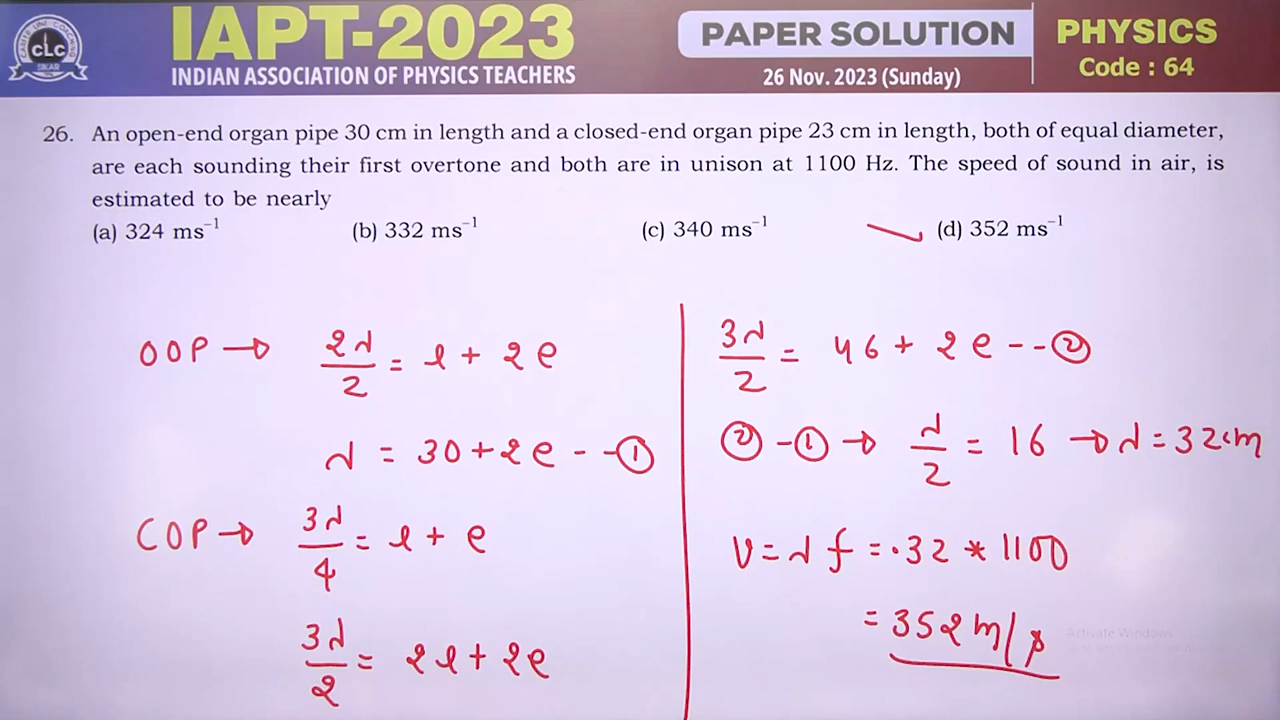 CAREER LINE COACHING
CLC
SIKAR
IAPT-2023
INDIAN ASSOCIATION OF PHYSICS TEACHERS
PAPER SOLUTION
26 Nov. 2023 (Sunday)
PHYSICS
Code : 64
26. An open-end organ pipe 30 cm in length and a closed-end organ pipe 23 cm in length, both of equal diameter,
are each sounding their first overtone and both are in unison at 1100 Hz. The speed of sound in air, is
estimated to be nearly
(a) 324 ms⁻¹ (b) 332 ms⁻¹ (c) 340 ms⁻¹ (d) 352 ms⁻¹
OOP → 2λ/2 = l + 2e
λ = 30 + 2e - - ①
COP → 3λ/4 = l + e
3λ/2 = 2l + 2e
3λ/2 = 46 + 2e - - ②
② - ① → λ/2 = 16 → λ = 32cm
V = λ f = .32 * 1100
= 352 m/s
Activate Windows